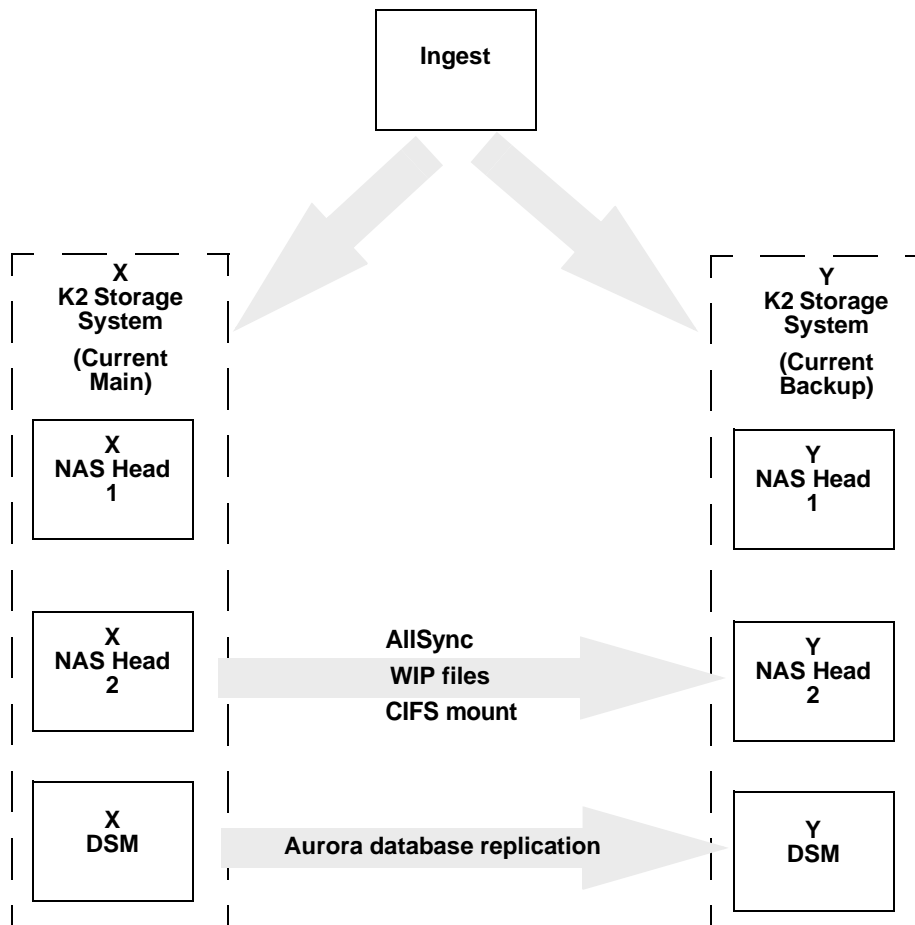 Ingest
X
K2 Storage
System
(Current
Main)
X
NAS Head
1
X
NAS Head
2
X
DSM
AllSync
WIP files
CIFS mount
Aurora database replication
Y
K2 Storage
System
(Current
Backup)
Y
NAS Head
1
Y
NAS Head
2
Y
DSM